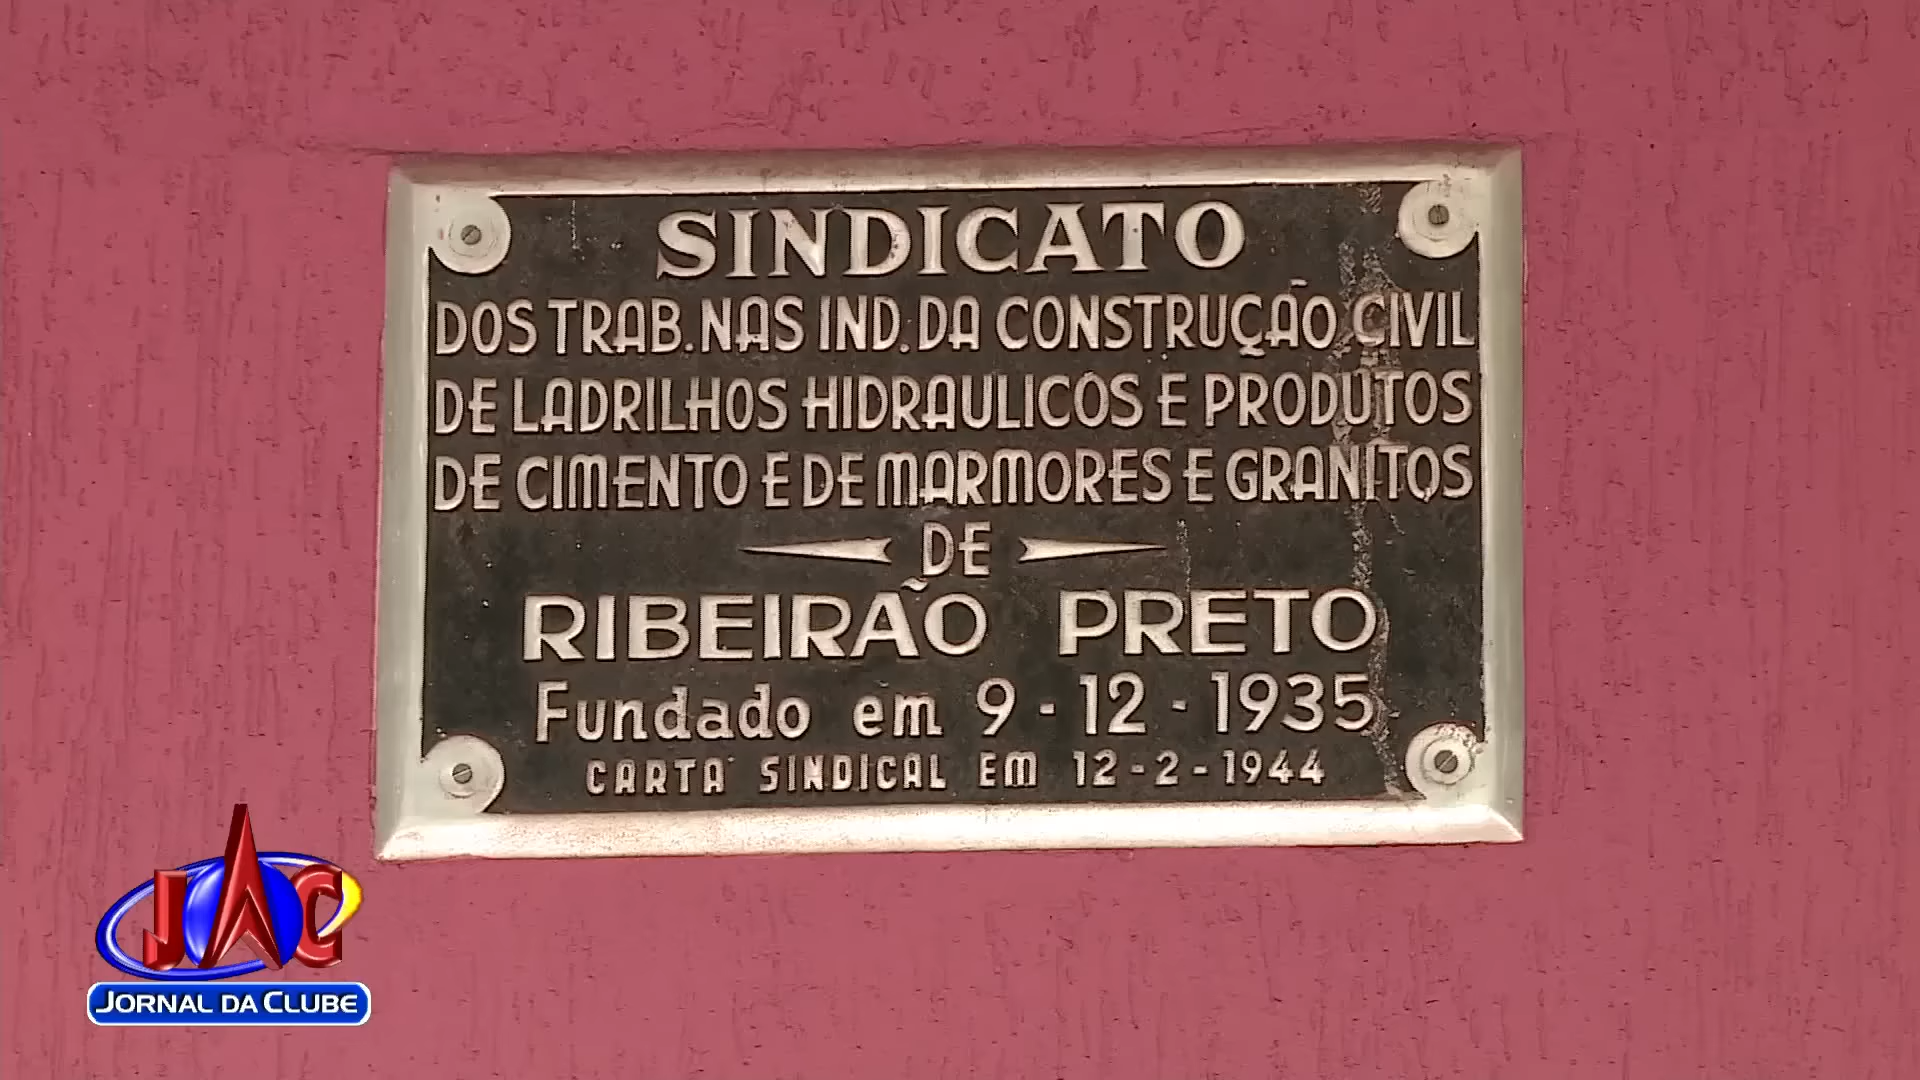 SINDICATO
DOS TRAB. NAS IND. DA CONSTRUÇÃO CIVIL
DE LADRILHOS HIDRAULICOS E PRODUTOS
DE CIMENTO E DE MARMORES E GRANITOS
DE
RIBEIRÃO PRETO
Fundado em 9-12-1935
CARTA SINDICAL EM 12-2-1944
JAC
JORNAL DA CLUBE